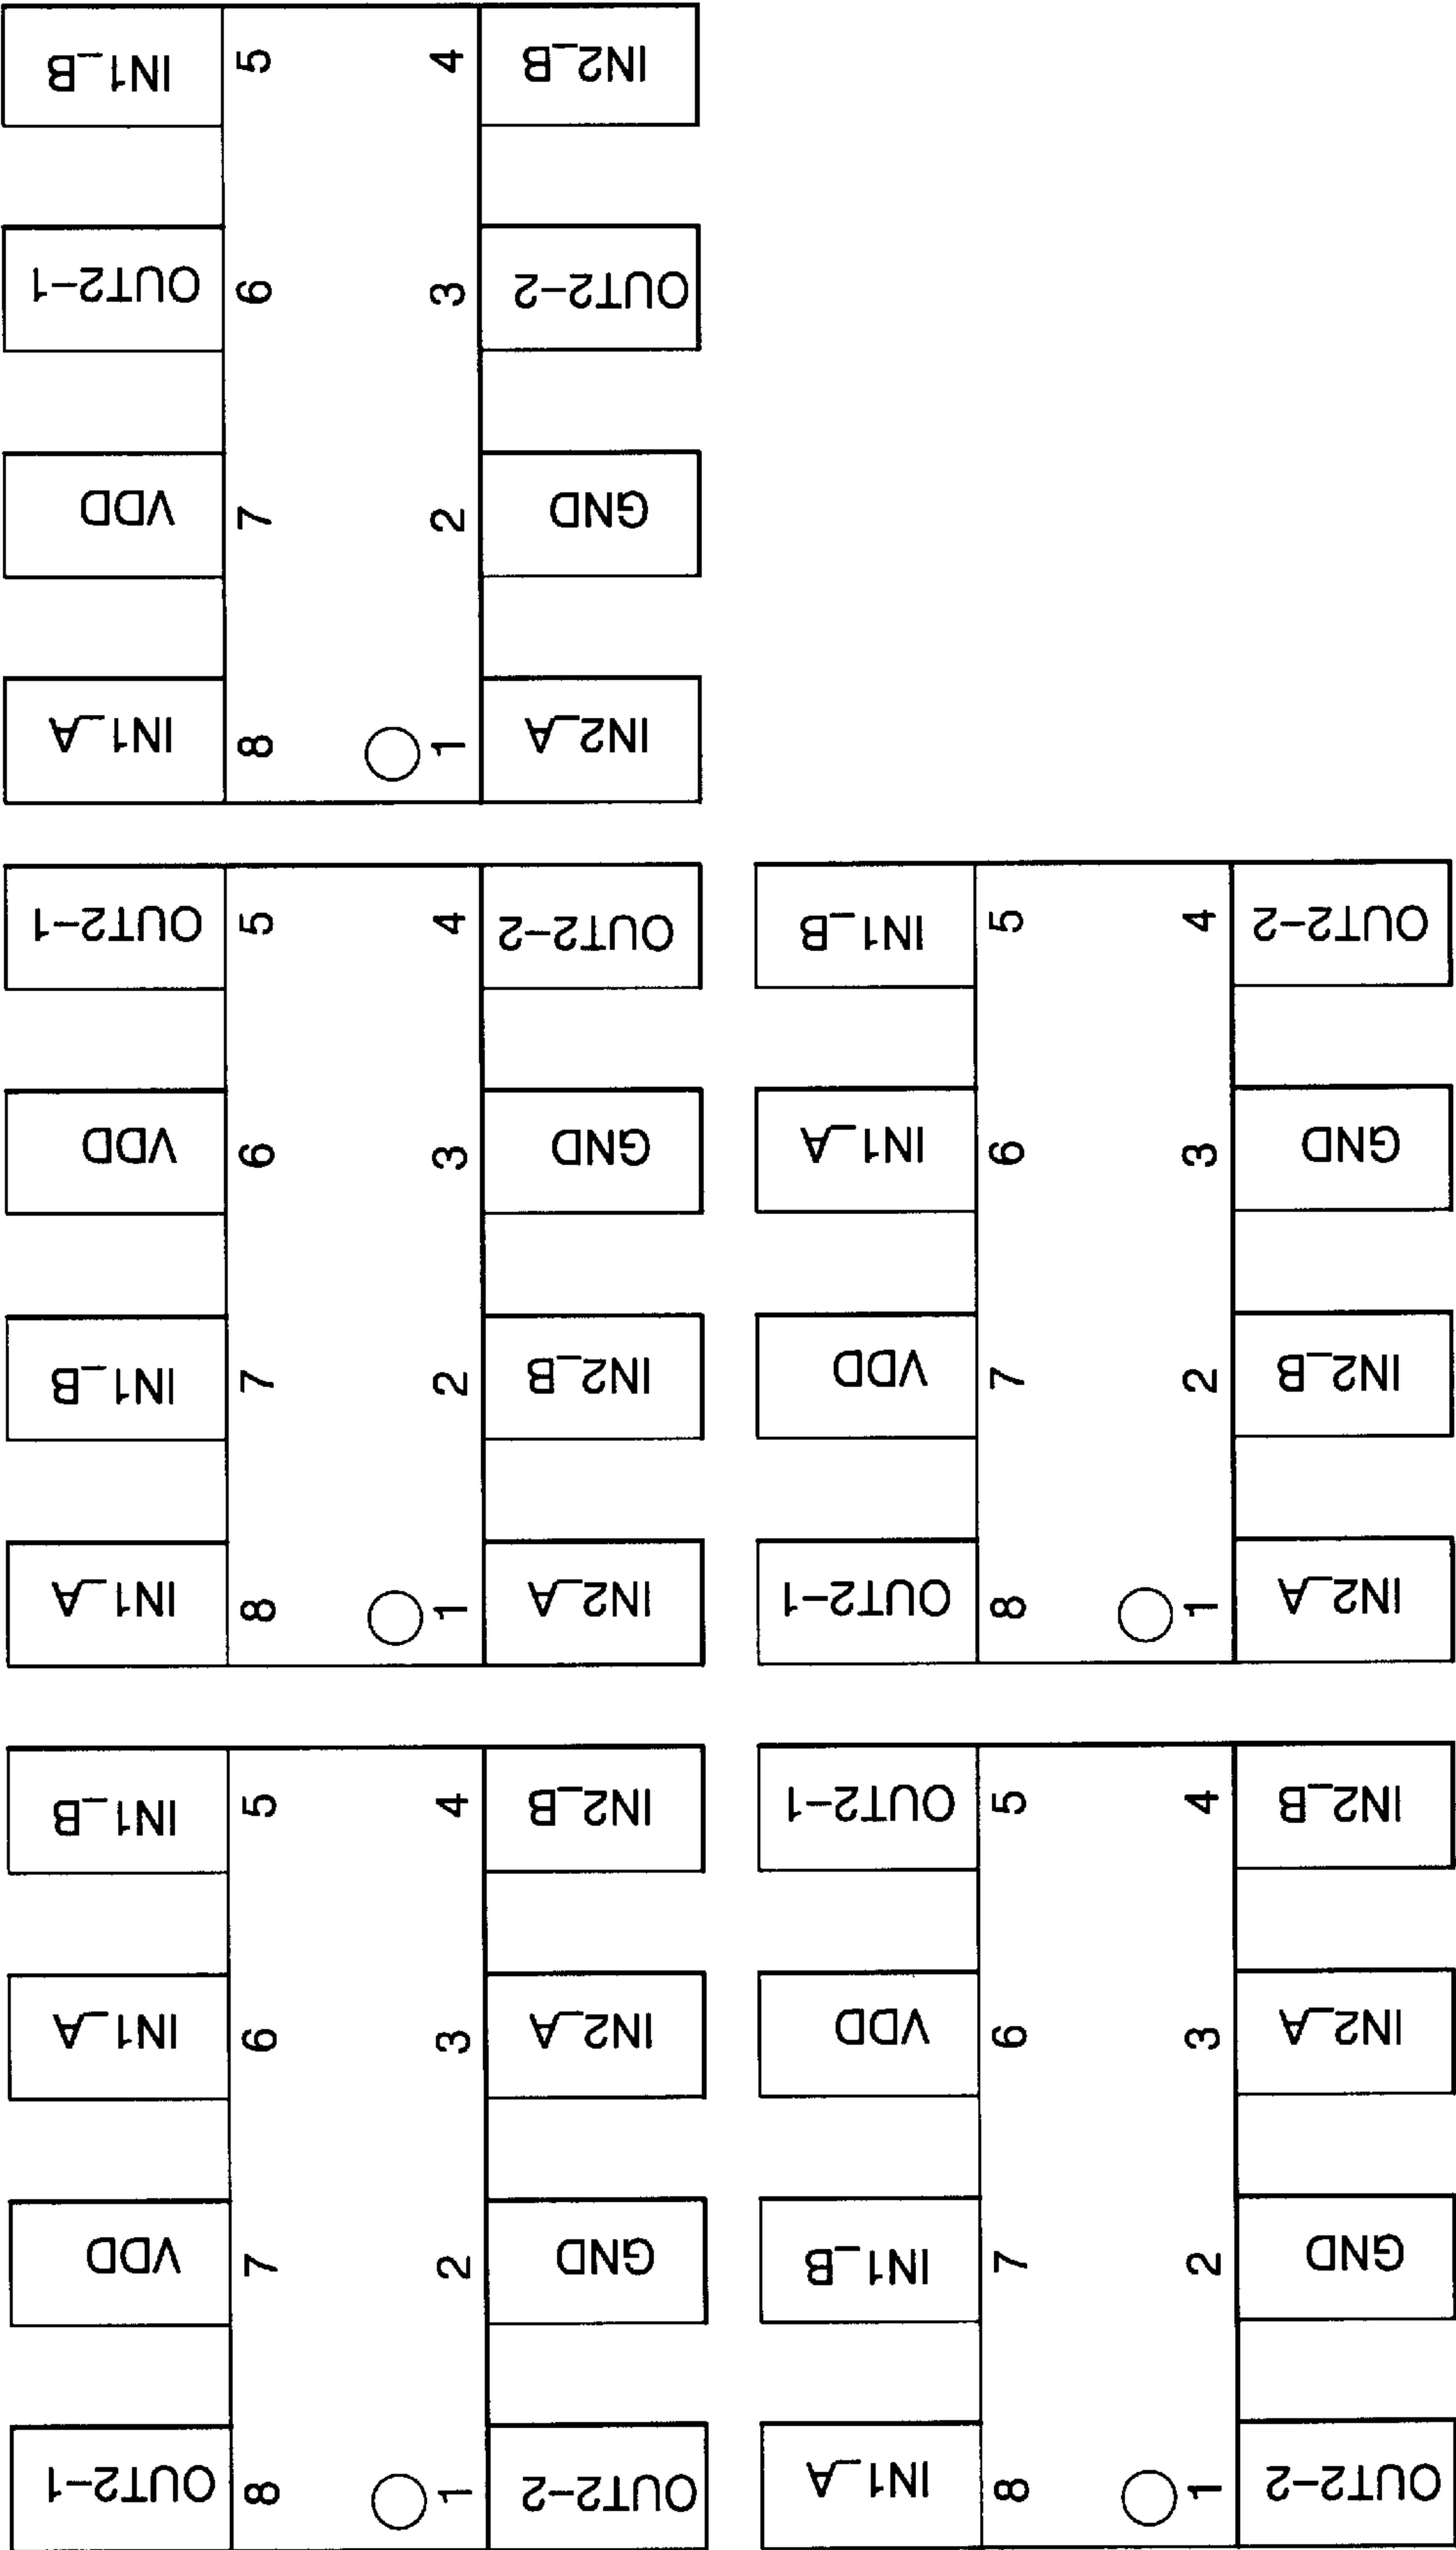 IN1_B 5 4 IN2_B
OUT2-1 6 3 OUT2-2
VDD 7 2 GND
IN1_A 8 1 IN2_A
OUT2-1 5 4 OUT2-2
VDD 6 3 GND
IN1_B 7 2 IN2_B
IN1_A 8 1 IN2_A
IN1_B 5 4 OUT2-2
IN1_A 6 3 GND
VDD 7 2 IN2_B
OUT2-1 8 1 IN2_A
IN1_B 5 4 IN2_B
IN1_A 6 3 IN2_A
VDD 7 2 GND
OUT2-1 8 1 OUT2-2
OUT2-1 5 4 IN2_B
VDD 6 3 IN2_A
IN1_B 7 2 GND
IN1_A 8 1 OUT2-2